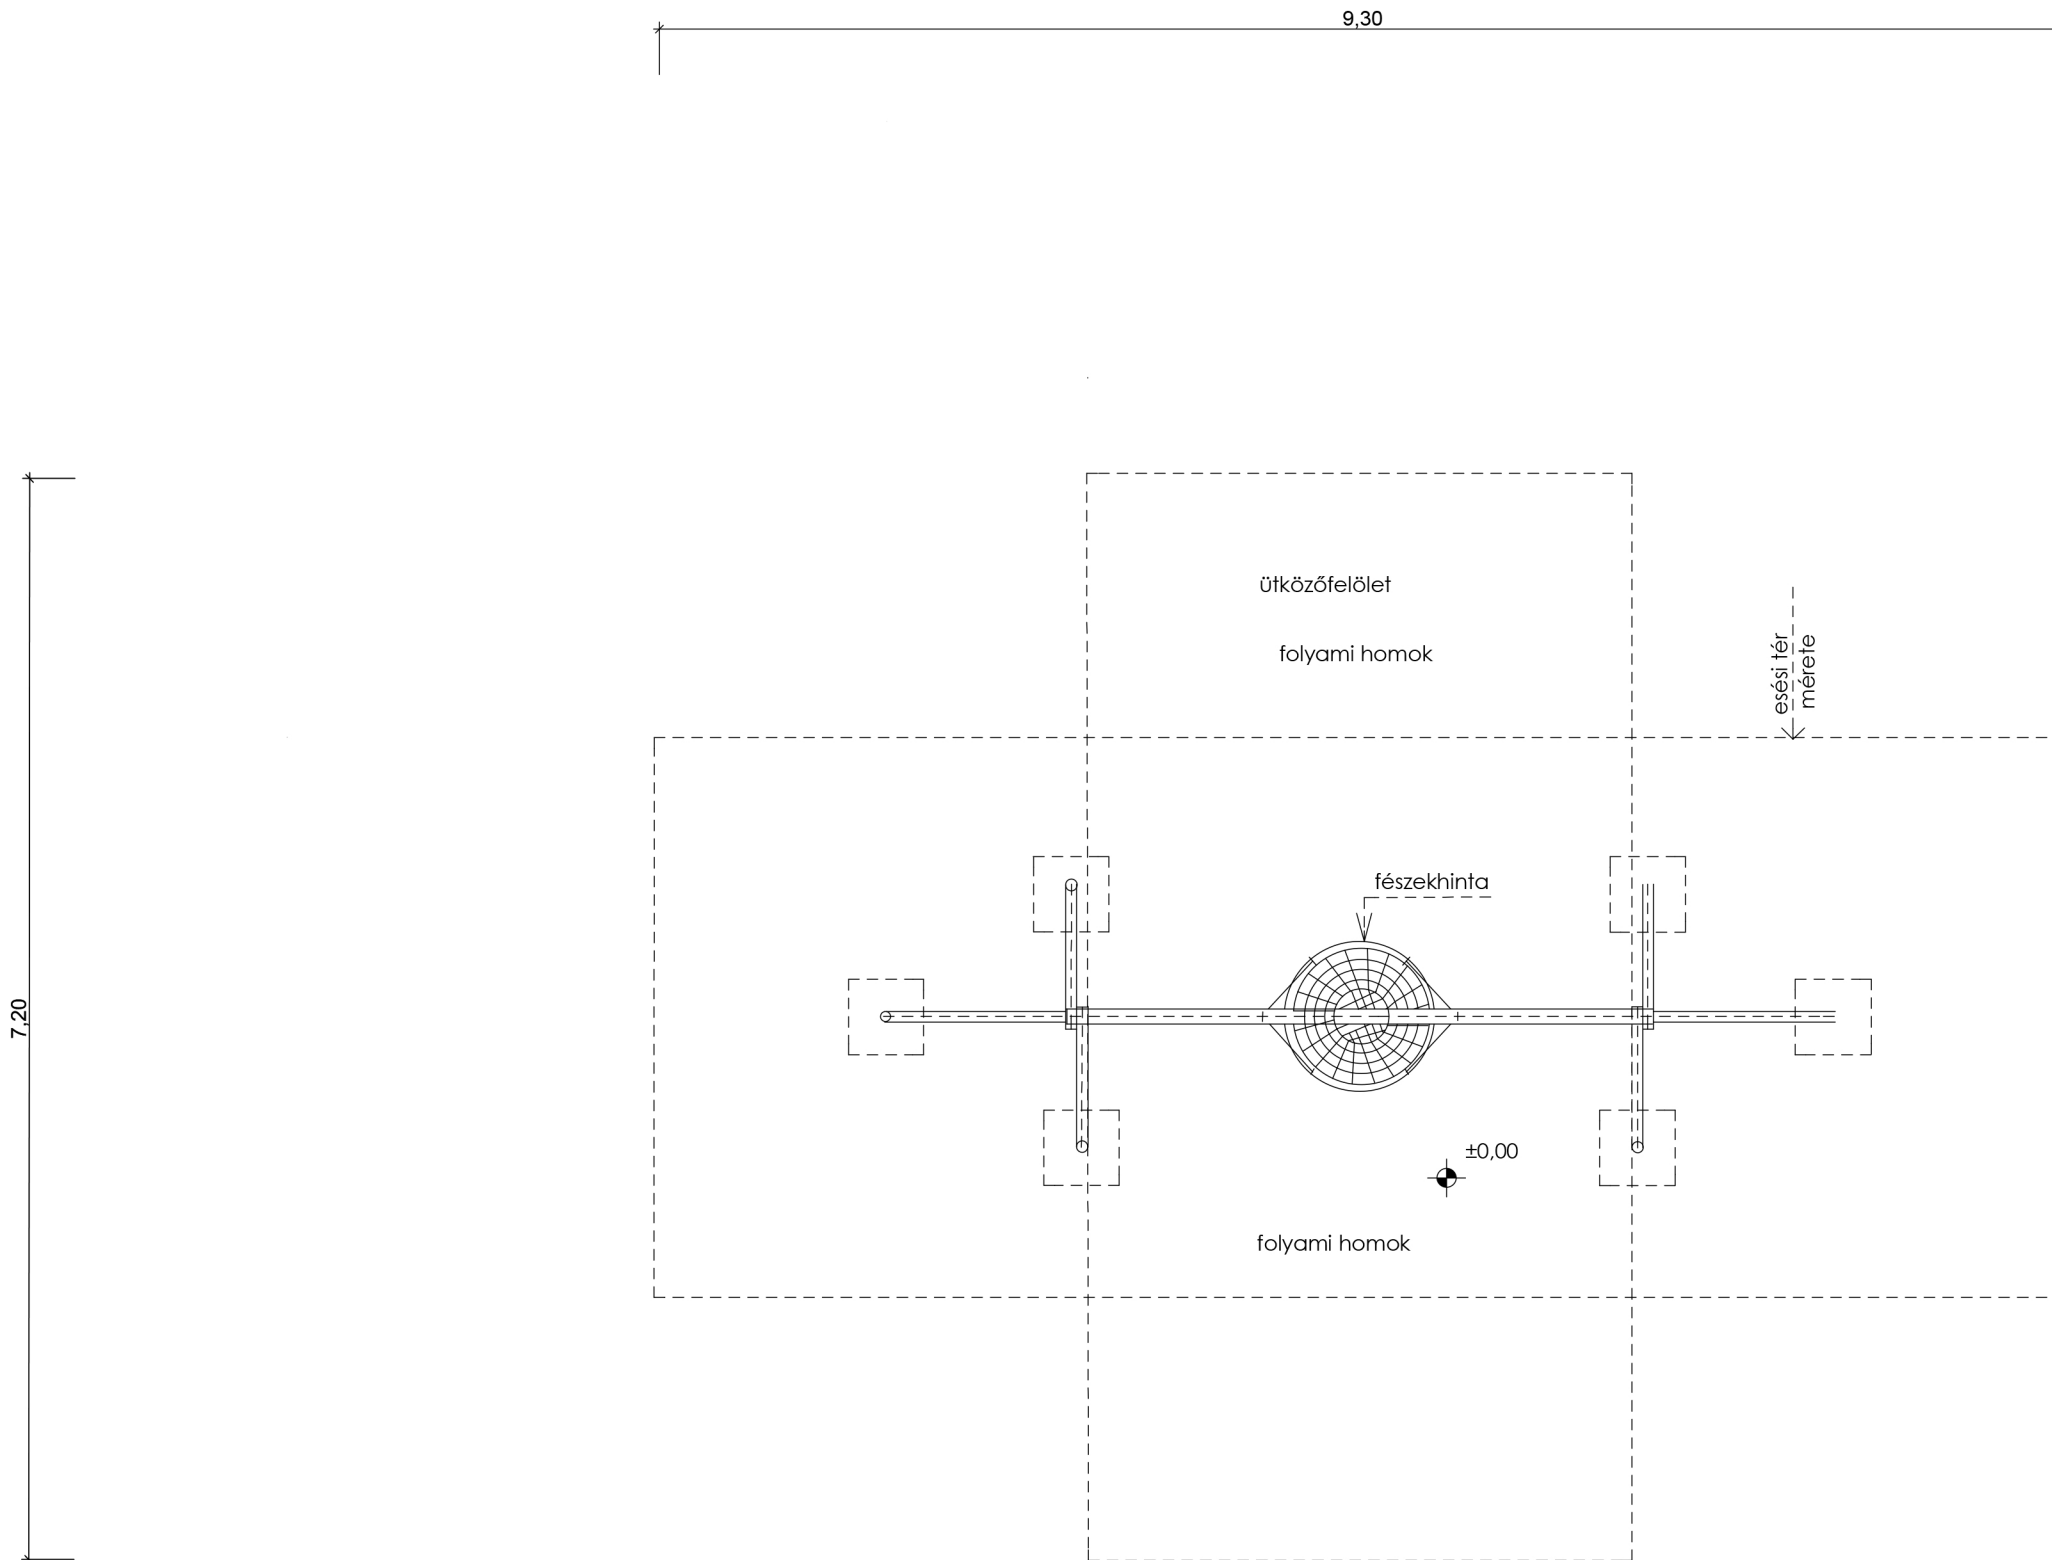 9,30
ütközőfelölet
folyami homok
esési tér
mérete
fészekhinta
7,20
±0,00
folyami homok